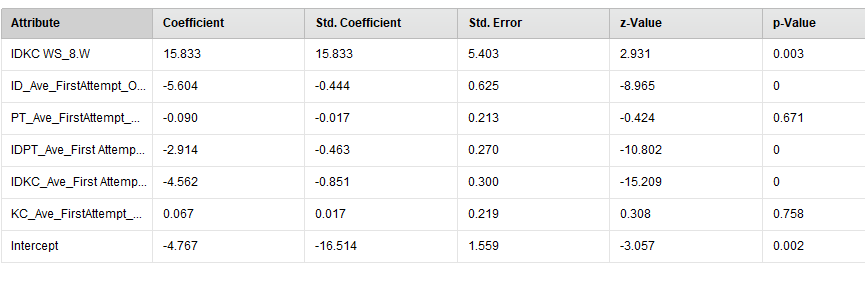 Attribute Coefficient Std. Coefficient Std. Error z-Value p-Value
IDKC WS_8.W 15.833 15.833 5.403 2.931 0.003
ID_Ave_FirstAttempt_O... -5.604 -0.444 0.625 -8.965 0
PT_Ave_FirstAttempt_... -0.090 -0.017 0.213 -0.424 0.671
IDPT_Ave_First Attemp... -2.914 -0.463 0.270 -10.802 0
IDKC_Ave_First Attemp... -4.562 -0.851 0.300 -15.209 0
KC_Ave_FirstAttempt_... 0.067 0.017 0.219 0.308 0.758
Intercept -4.767 -16.514 1.559 -3.057 0.002